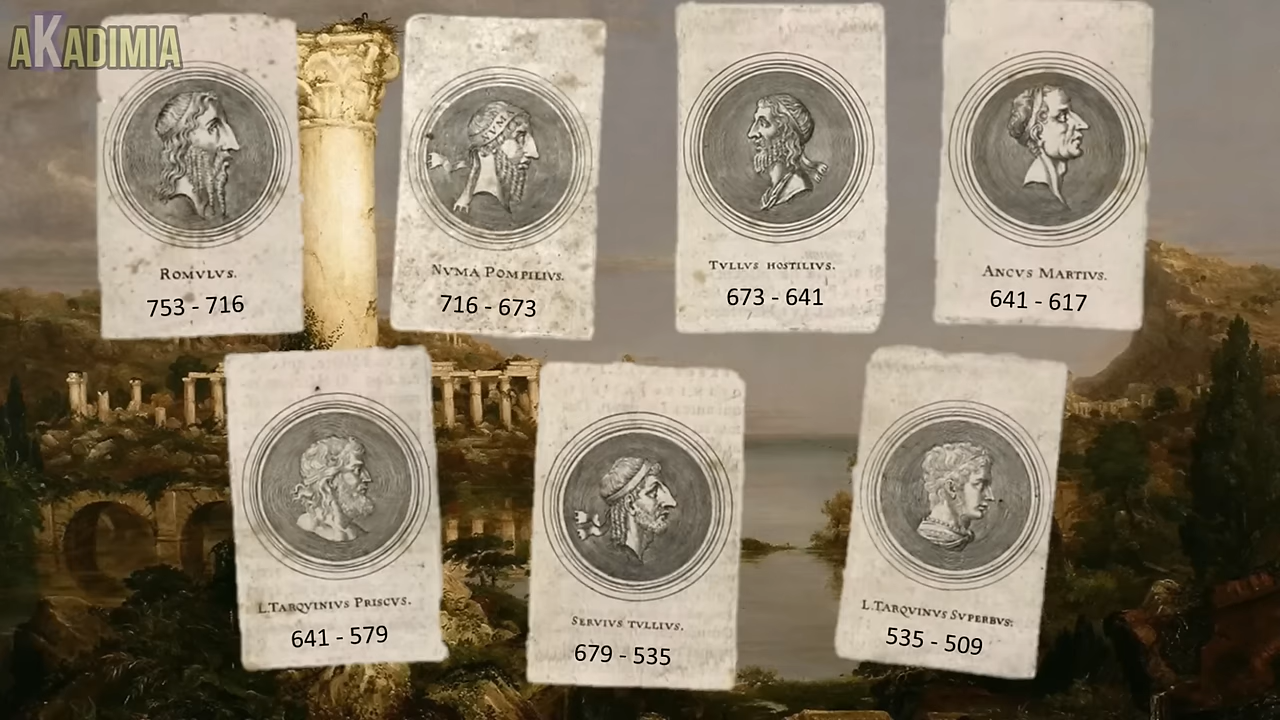 AKADIMIA
ROMVLVS.
753 - 716
NVMA POMPILIVS.
716 - 673
TVLLVS HOSTILIVS.
673 - 641
ANCVS MARTIVS.
641 - 617
L.TARQVINIVS PRISCVS.
641 - 579
SERVIVS TVLLIVS.
679 - 535
L.TARQVINVS SVPERBVS:
535 - 509